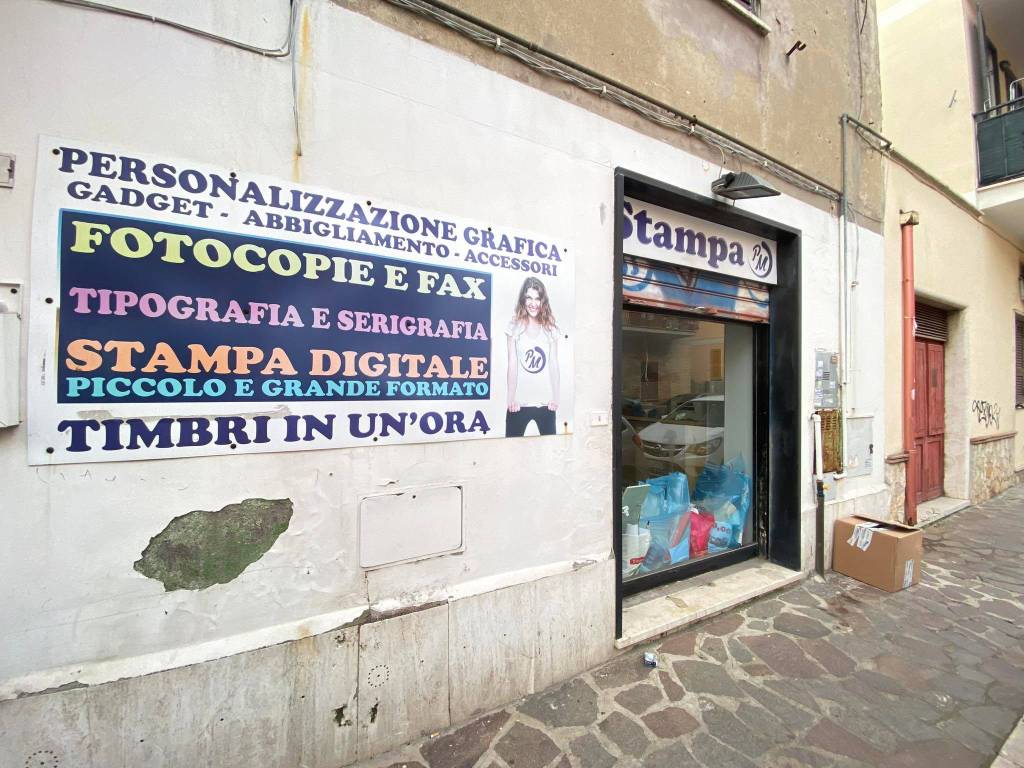 PERSONALIZZAZIONE GRAFICA
GADGET - ABBIGLIAMENTO - ACCESSORI
FOTOCOPIE E FAX
TIPOGRAFIA E SERIGRAFIA
STAMPA DIGITALE
PICCOLO E GRANDE FORMATO
TIMBRI IN UN'ORA
PM
Stampa PM